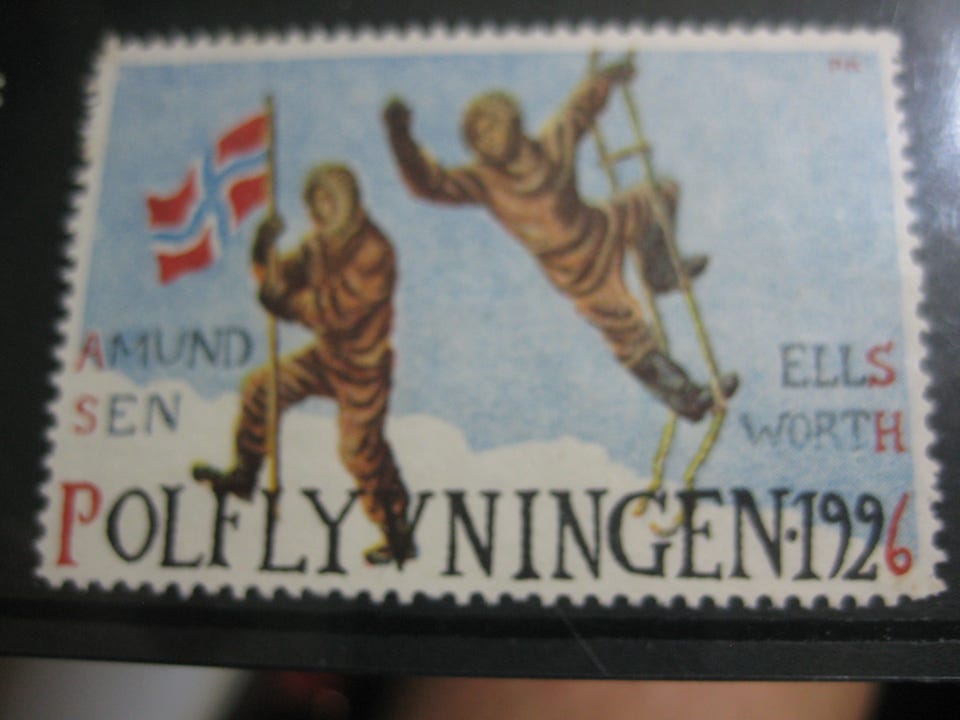 AMUND
SEN
ELLS
WORTH
POLFLYVNINGEN·1926